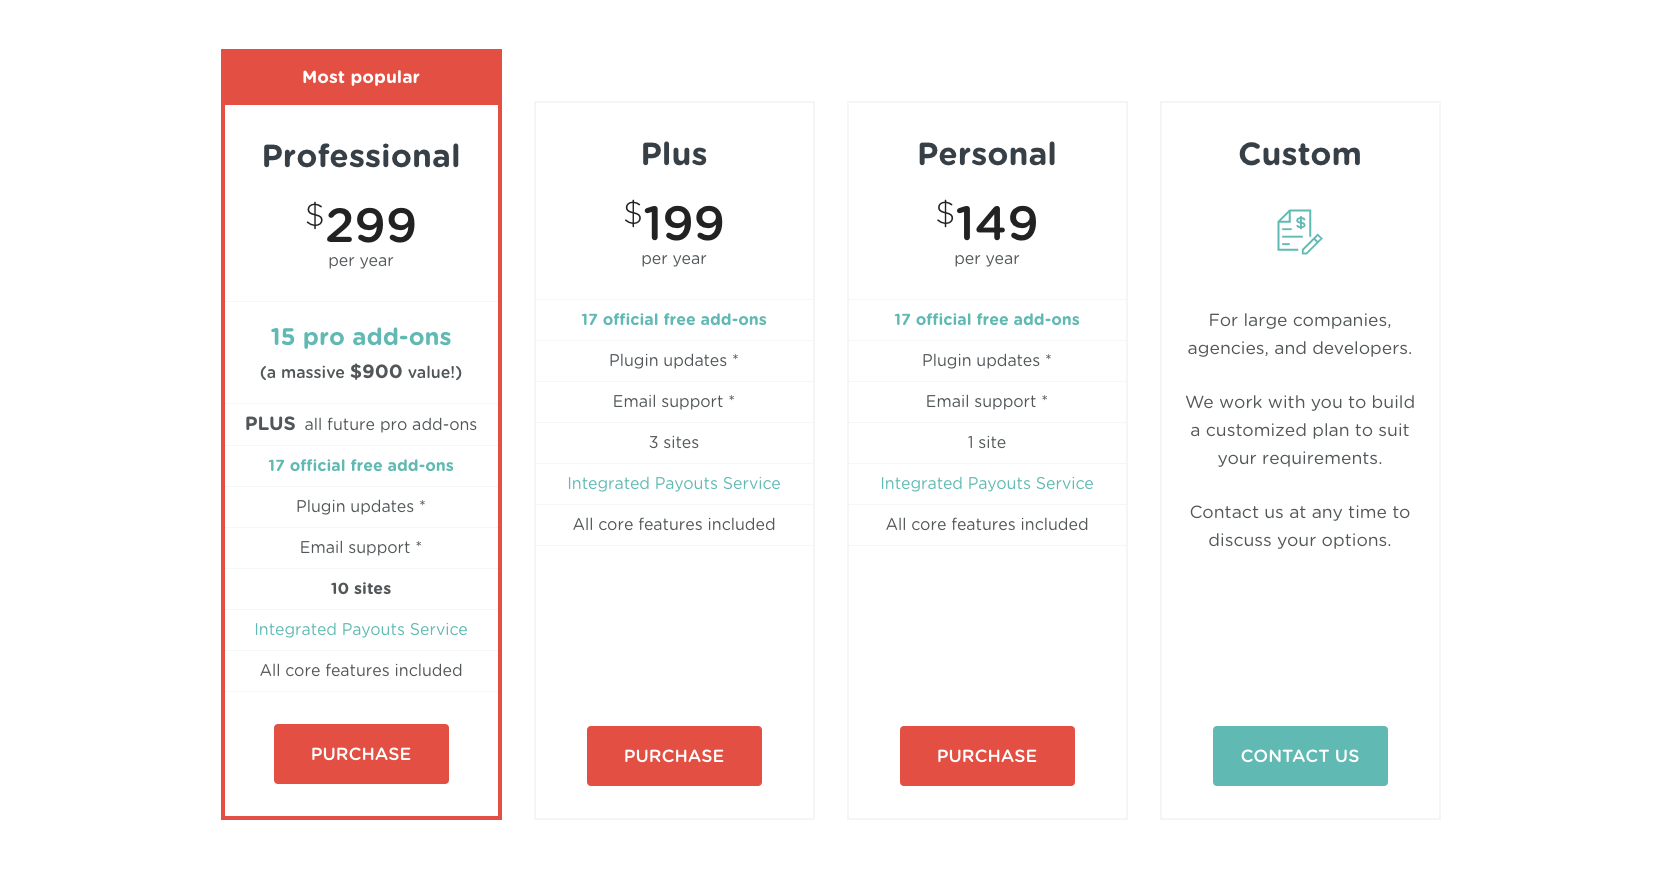 Most popular
Professional
$299
per year
15 pro add-ons
(a massive $900 value!)
PLUS all future pro add-ons
17 official free add-ons
Plugin updates *
Email support *
10 sites
Integrated Payouts Service
All core features included
PURCHASE
Plus
$199
per year
17 official free add-ons
Plugin updates *
Email support *
3 sites
Integrated Payouts Service
All core features included
PURCHASE
Personal
$149
per year
17 official free add-ons
Plugin updates *
Email support *
1 site
Integrated Payouts Service
All core features included
PURCHASE
Custom
$
For large companies,
agencies, and developers.
We work with you to build
a customized plan to suit
your requirements.
Contact us at any time to
discuss your options.
CONTACT US